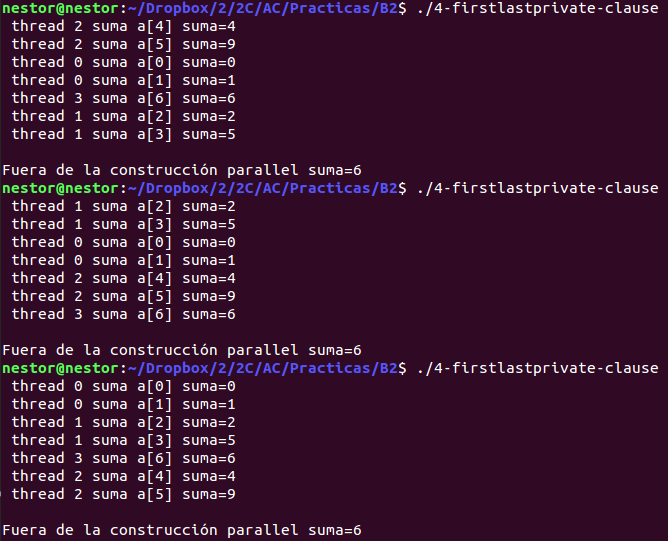 nestor@nestor:~/Dropbox/2/2C/AC/Practicas/B2$ ./4-firstlastprivate-clause
thread 2 suma a[4] suma=4
thread 2 suma a[5] suma=9
thread 0 suma a[0] suma=0
thread 0 suma a[1] suma=1
thread 3 suma a[6] suma=6
thread 1 suma a[2] suma=2
thread 1 suma a[3] suma=5
Fuera de la construcción parallel suma=6
nestor@nestor:~/Dropbox/2/2C/AC/Practicas/B2$ ./4-firstlastprivate-clause
thread 1 suma a[2] suma=2
thread 1 suma a[3] suma=5
thread 0 suma a[0] suma=0
thread 0 suma a[1] suma=1
thread 2 suma a[4] suma=4
thread 2 suma a[5] suma=9
thread 3 suma a[6] suma=6
Fuera de la construcción parallel suma=6
nestor@nestor:~/Dropbox/2/2C/AC/Practicas/B2$ ./4-firstlastprivate-clause
thread 0 suma a[0] suma=0
thread 0 suma a[1] suma=1
thread 1 suma a[2] suma=2
thread 1 suma a[3] suma=5
thread 3 suma a[6] suma=6
thread 2 suma a[4] suma=4
thread 2 suma a[5] suma=9
Fuera de la construcción parallel suma=6